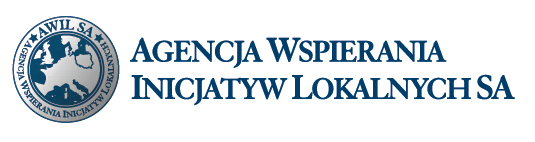 ★ AWIL SA ★
AGENCJA WSPIERANIA INICJATYW LOKALNYCH
AGENCJA WSPIERANIA
INICJATYW LOKALNYCH SA